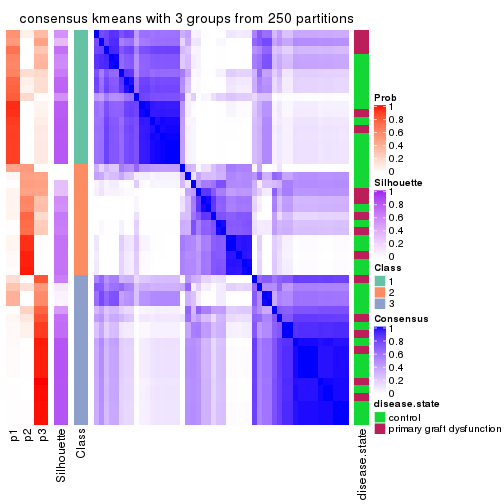 consensus kmeans with 3 groups from 250 partitions
Prob
1
0.8
0.6
0.4
0.2
0
Silhouette
1
0.8
0.6
0.4
0.2
0
Class
1
2
3
Consensus
1
0.8
0.6
0.4
0.2
0
disease.state
control
primary graft dysfunction
p1
p2
p3
Silhouette
Class
disease.state